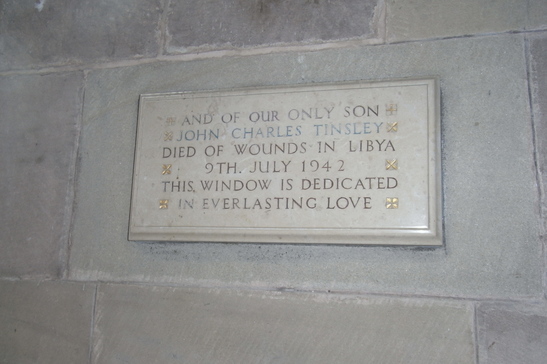 AND OF OUR ONLY SON
JOHN CHARLES TINSLEY
DIED OF WOUNDS IN LIBYA
9TH. JULY 1942
THIS, WINDOW IS DEDICATED
IN EVERLASTING LOVE